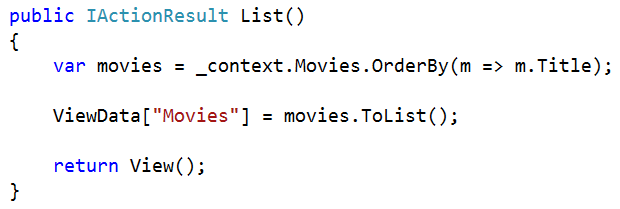 public IActionResult List()
{
    var movies = _context.Movies.OrderBy(m => m.Title);
    ViewData["Movies"] = movies.ToList();
    return View();
}